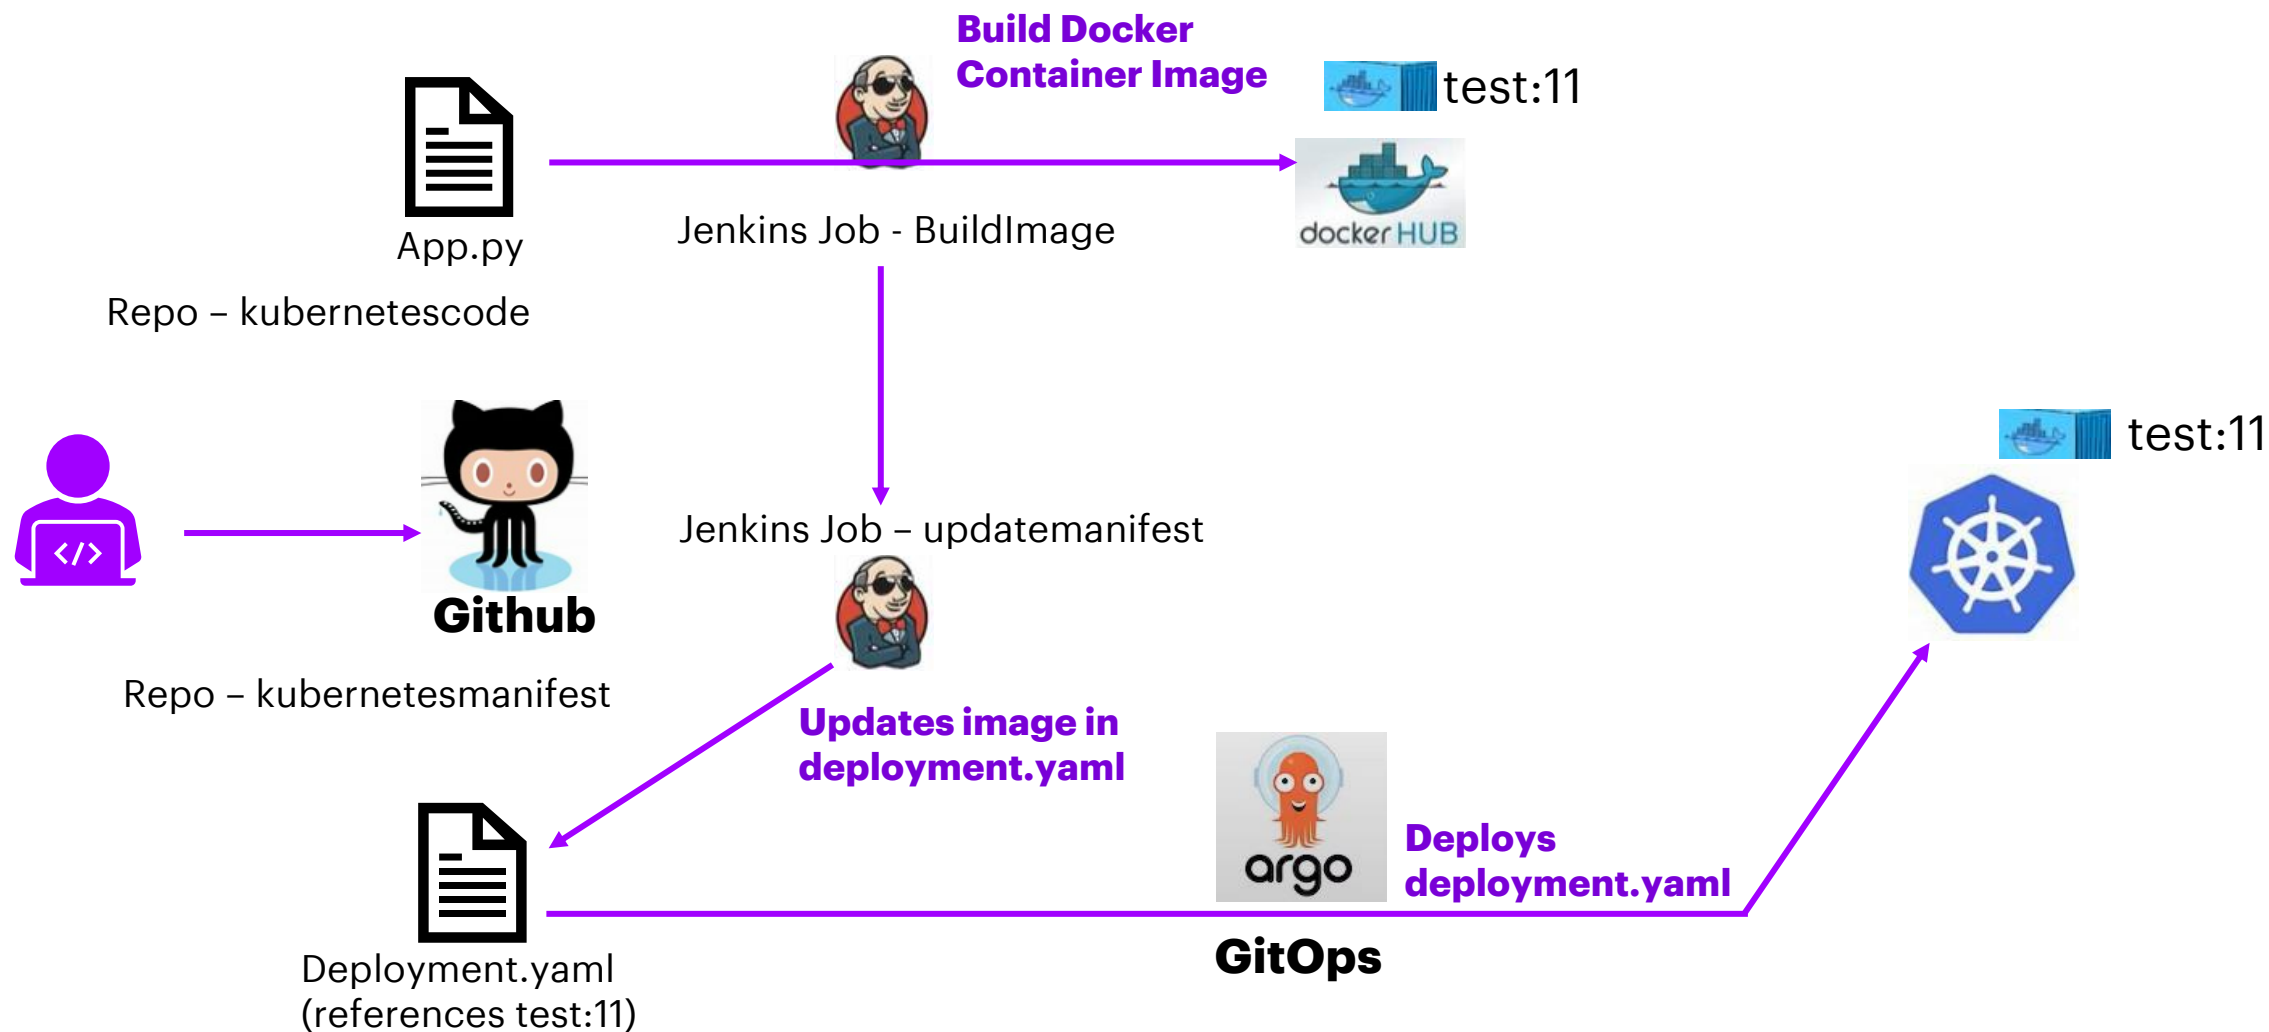 Build Docker
Container Image
test:11
App.py
Jenkins Job - BuildImage
docker HUB
Repo – kubernetescode
test:11
</>
Github
Jenkins Job – updatemanifest
Repo – kubernetesmanifest
Updates image in
deployment.yaml
argo
Deploys
deployment.yaml
GitOps
Deployment.yaml
(references test:11)